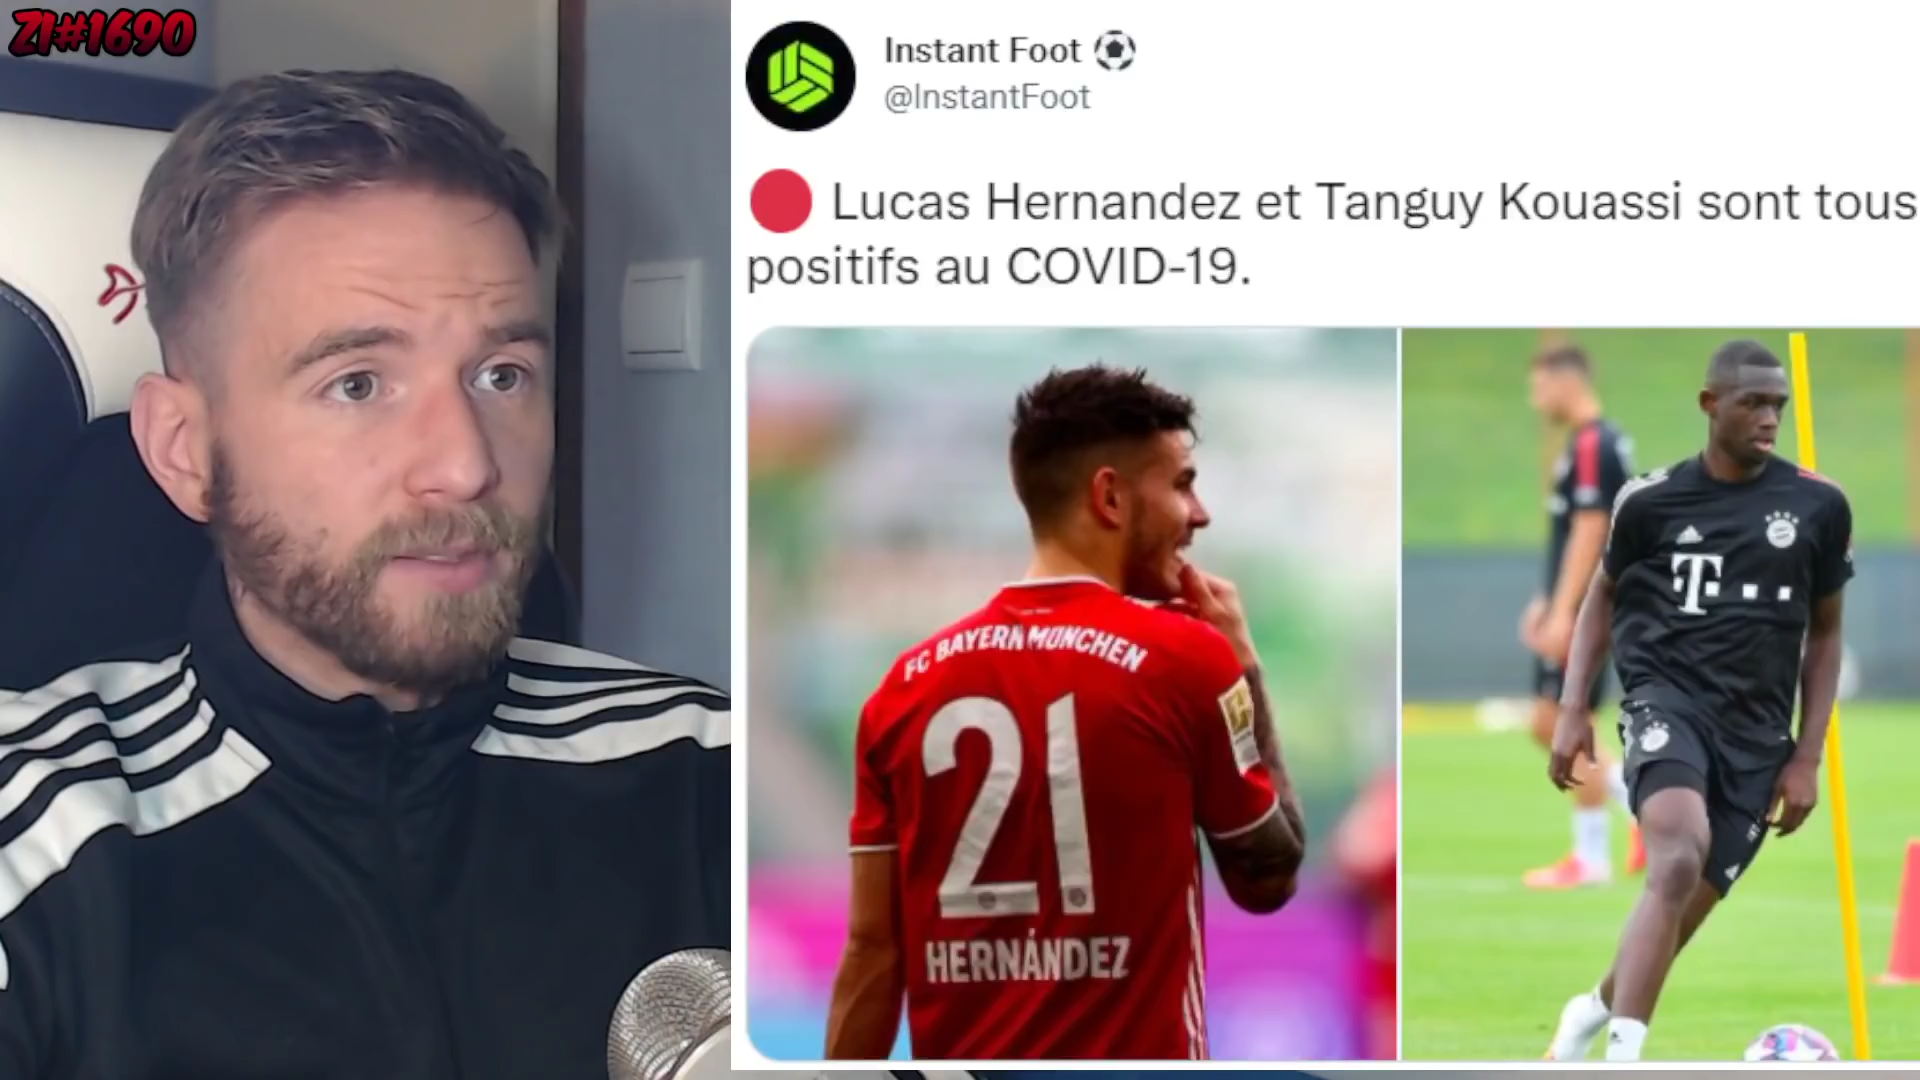 ZI#1690
Instant Foot
@InstantFoot
Lucas Hernandez et Tanguy Kouassi sont tous
positifs au COVID-19.
FC BAYERN MÜNCHEN
21
HERNÁNDEZ
T